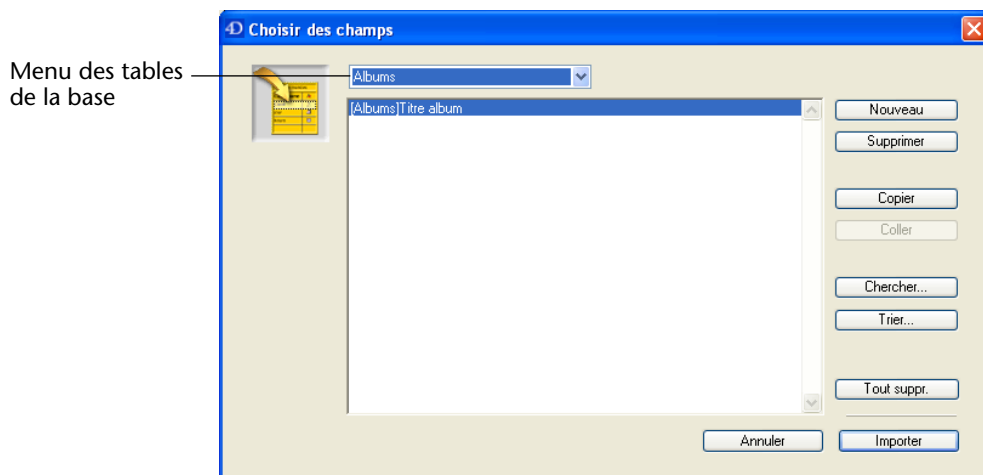 4D Choisir des champs
Menu des tables
de la base
Albums
[Albums]Titre album
Nouveau
Supprimer
Copier
Coller
Chercher...
Trier...
Tout suppr.
Annuler
Importer